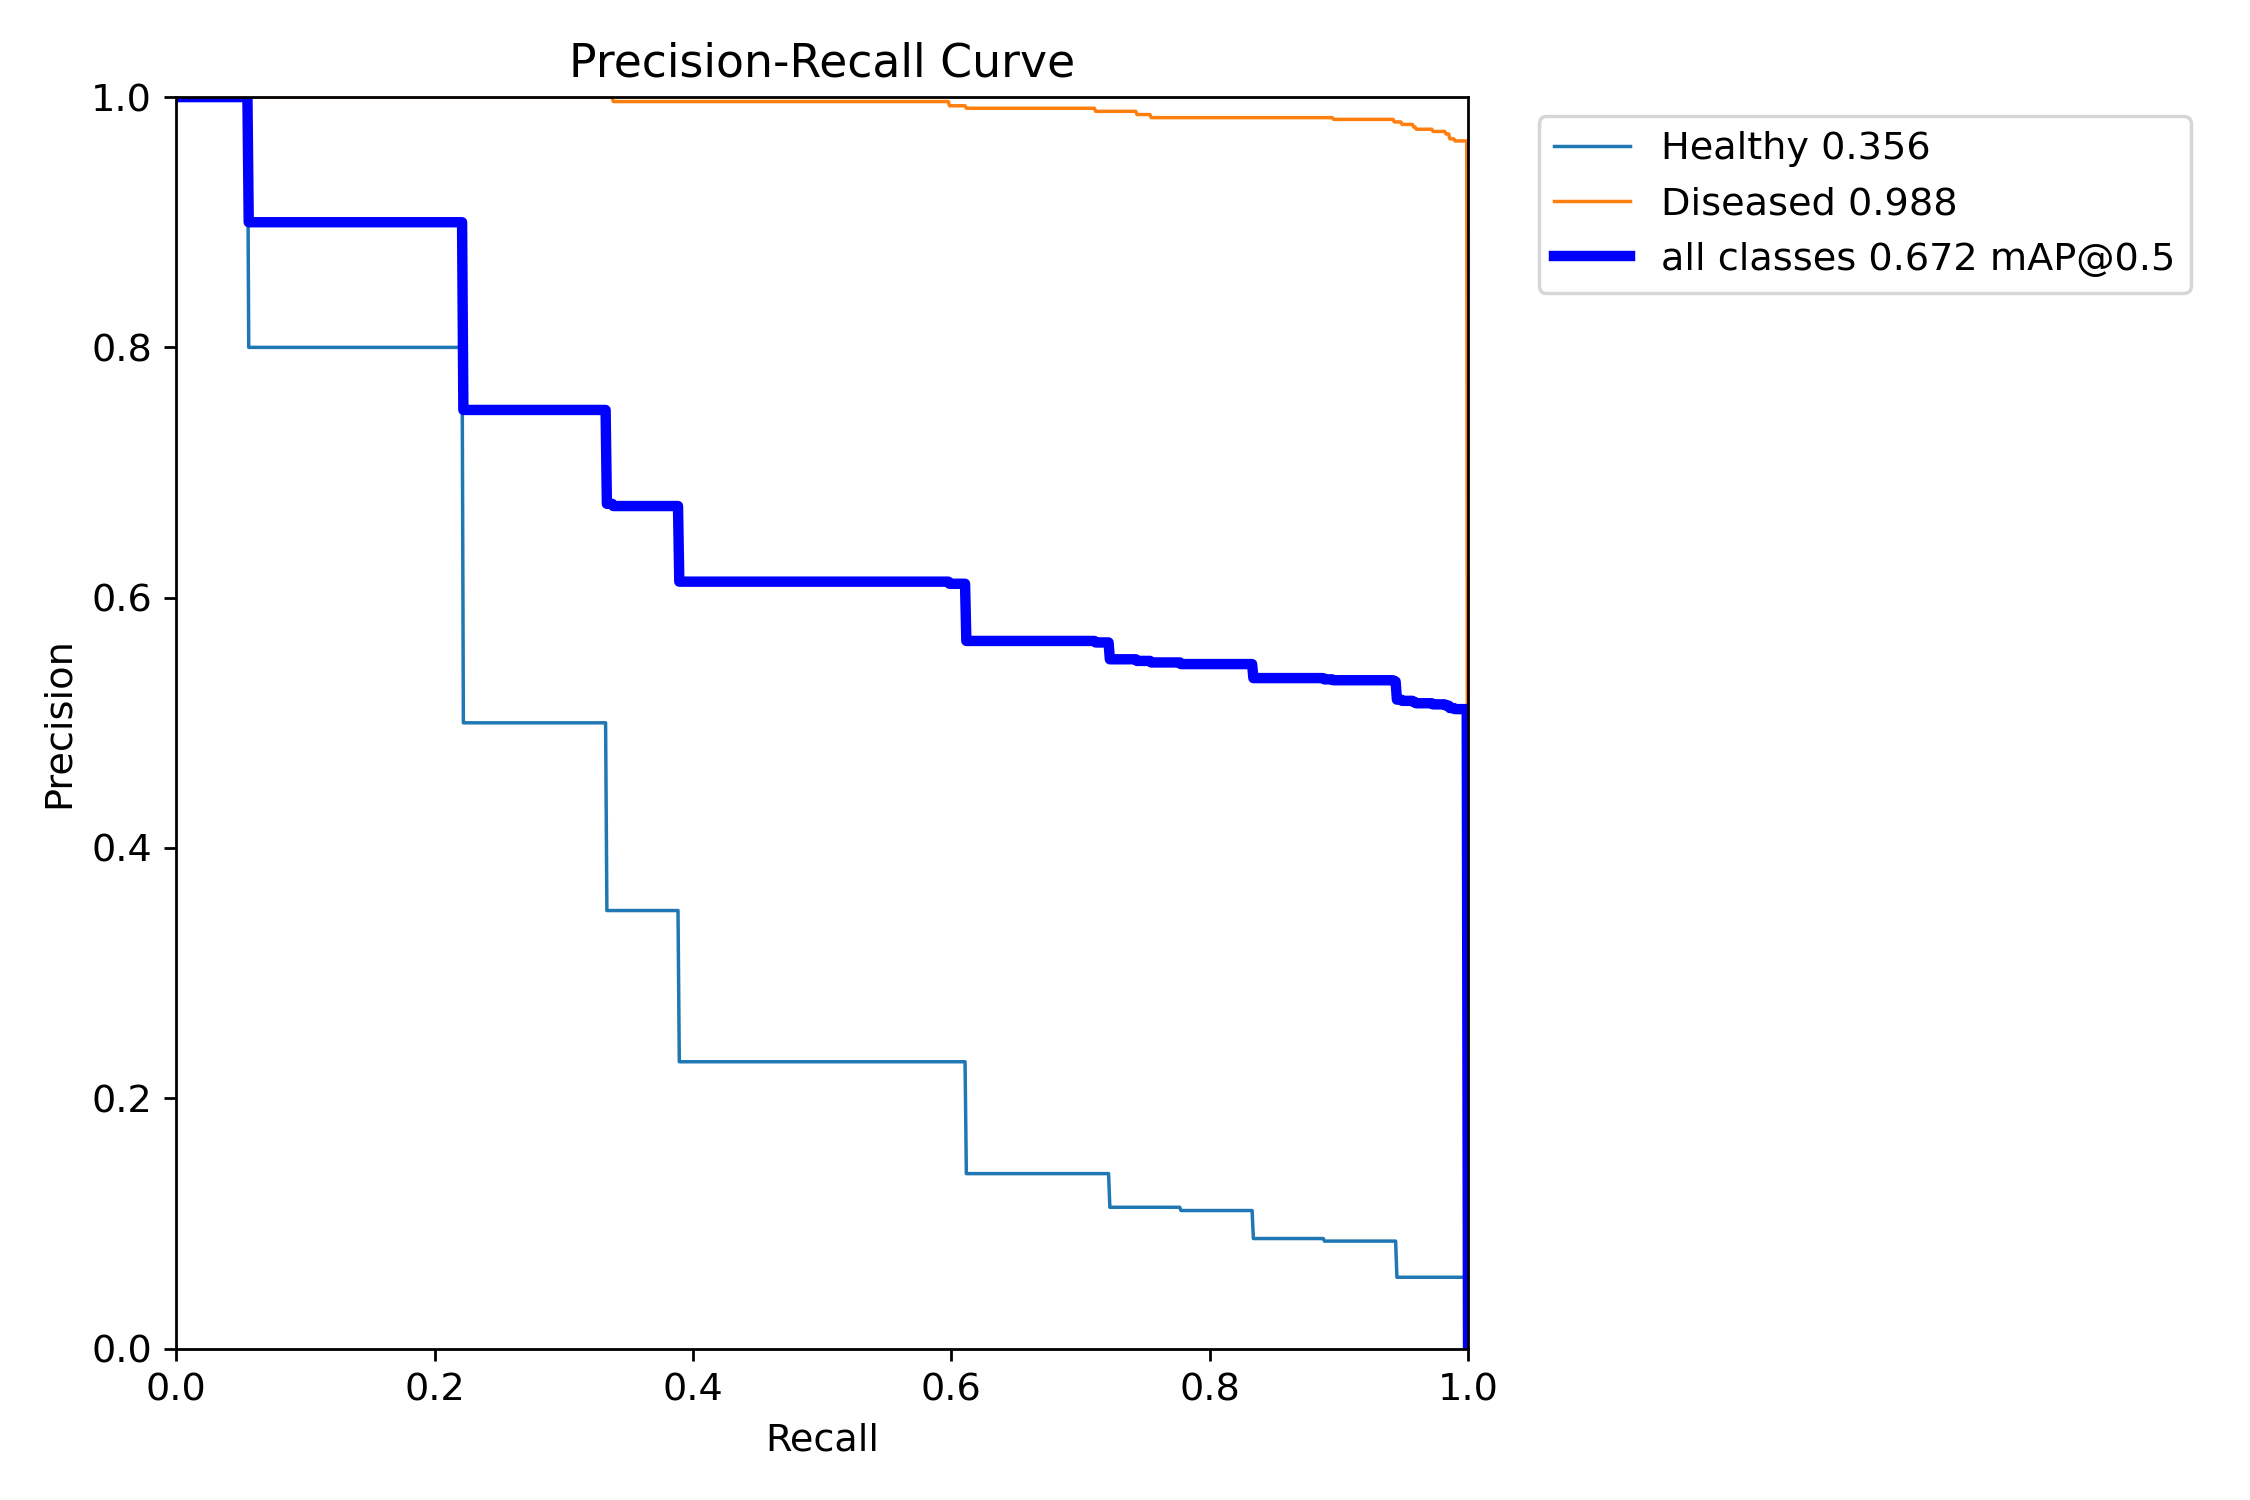 Precision-Recall Curve
1.0
0.8
0.6
0.4
0.2
0.0
Precision
0.0 0.2 0.4 0.6 0.8 1.0
Recall
Healthy 0.356
Diseased 0.988
all classes 0.672 mAP@0.5